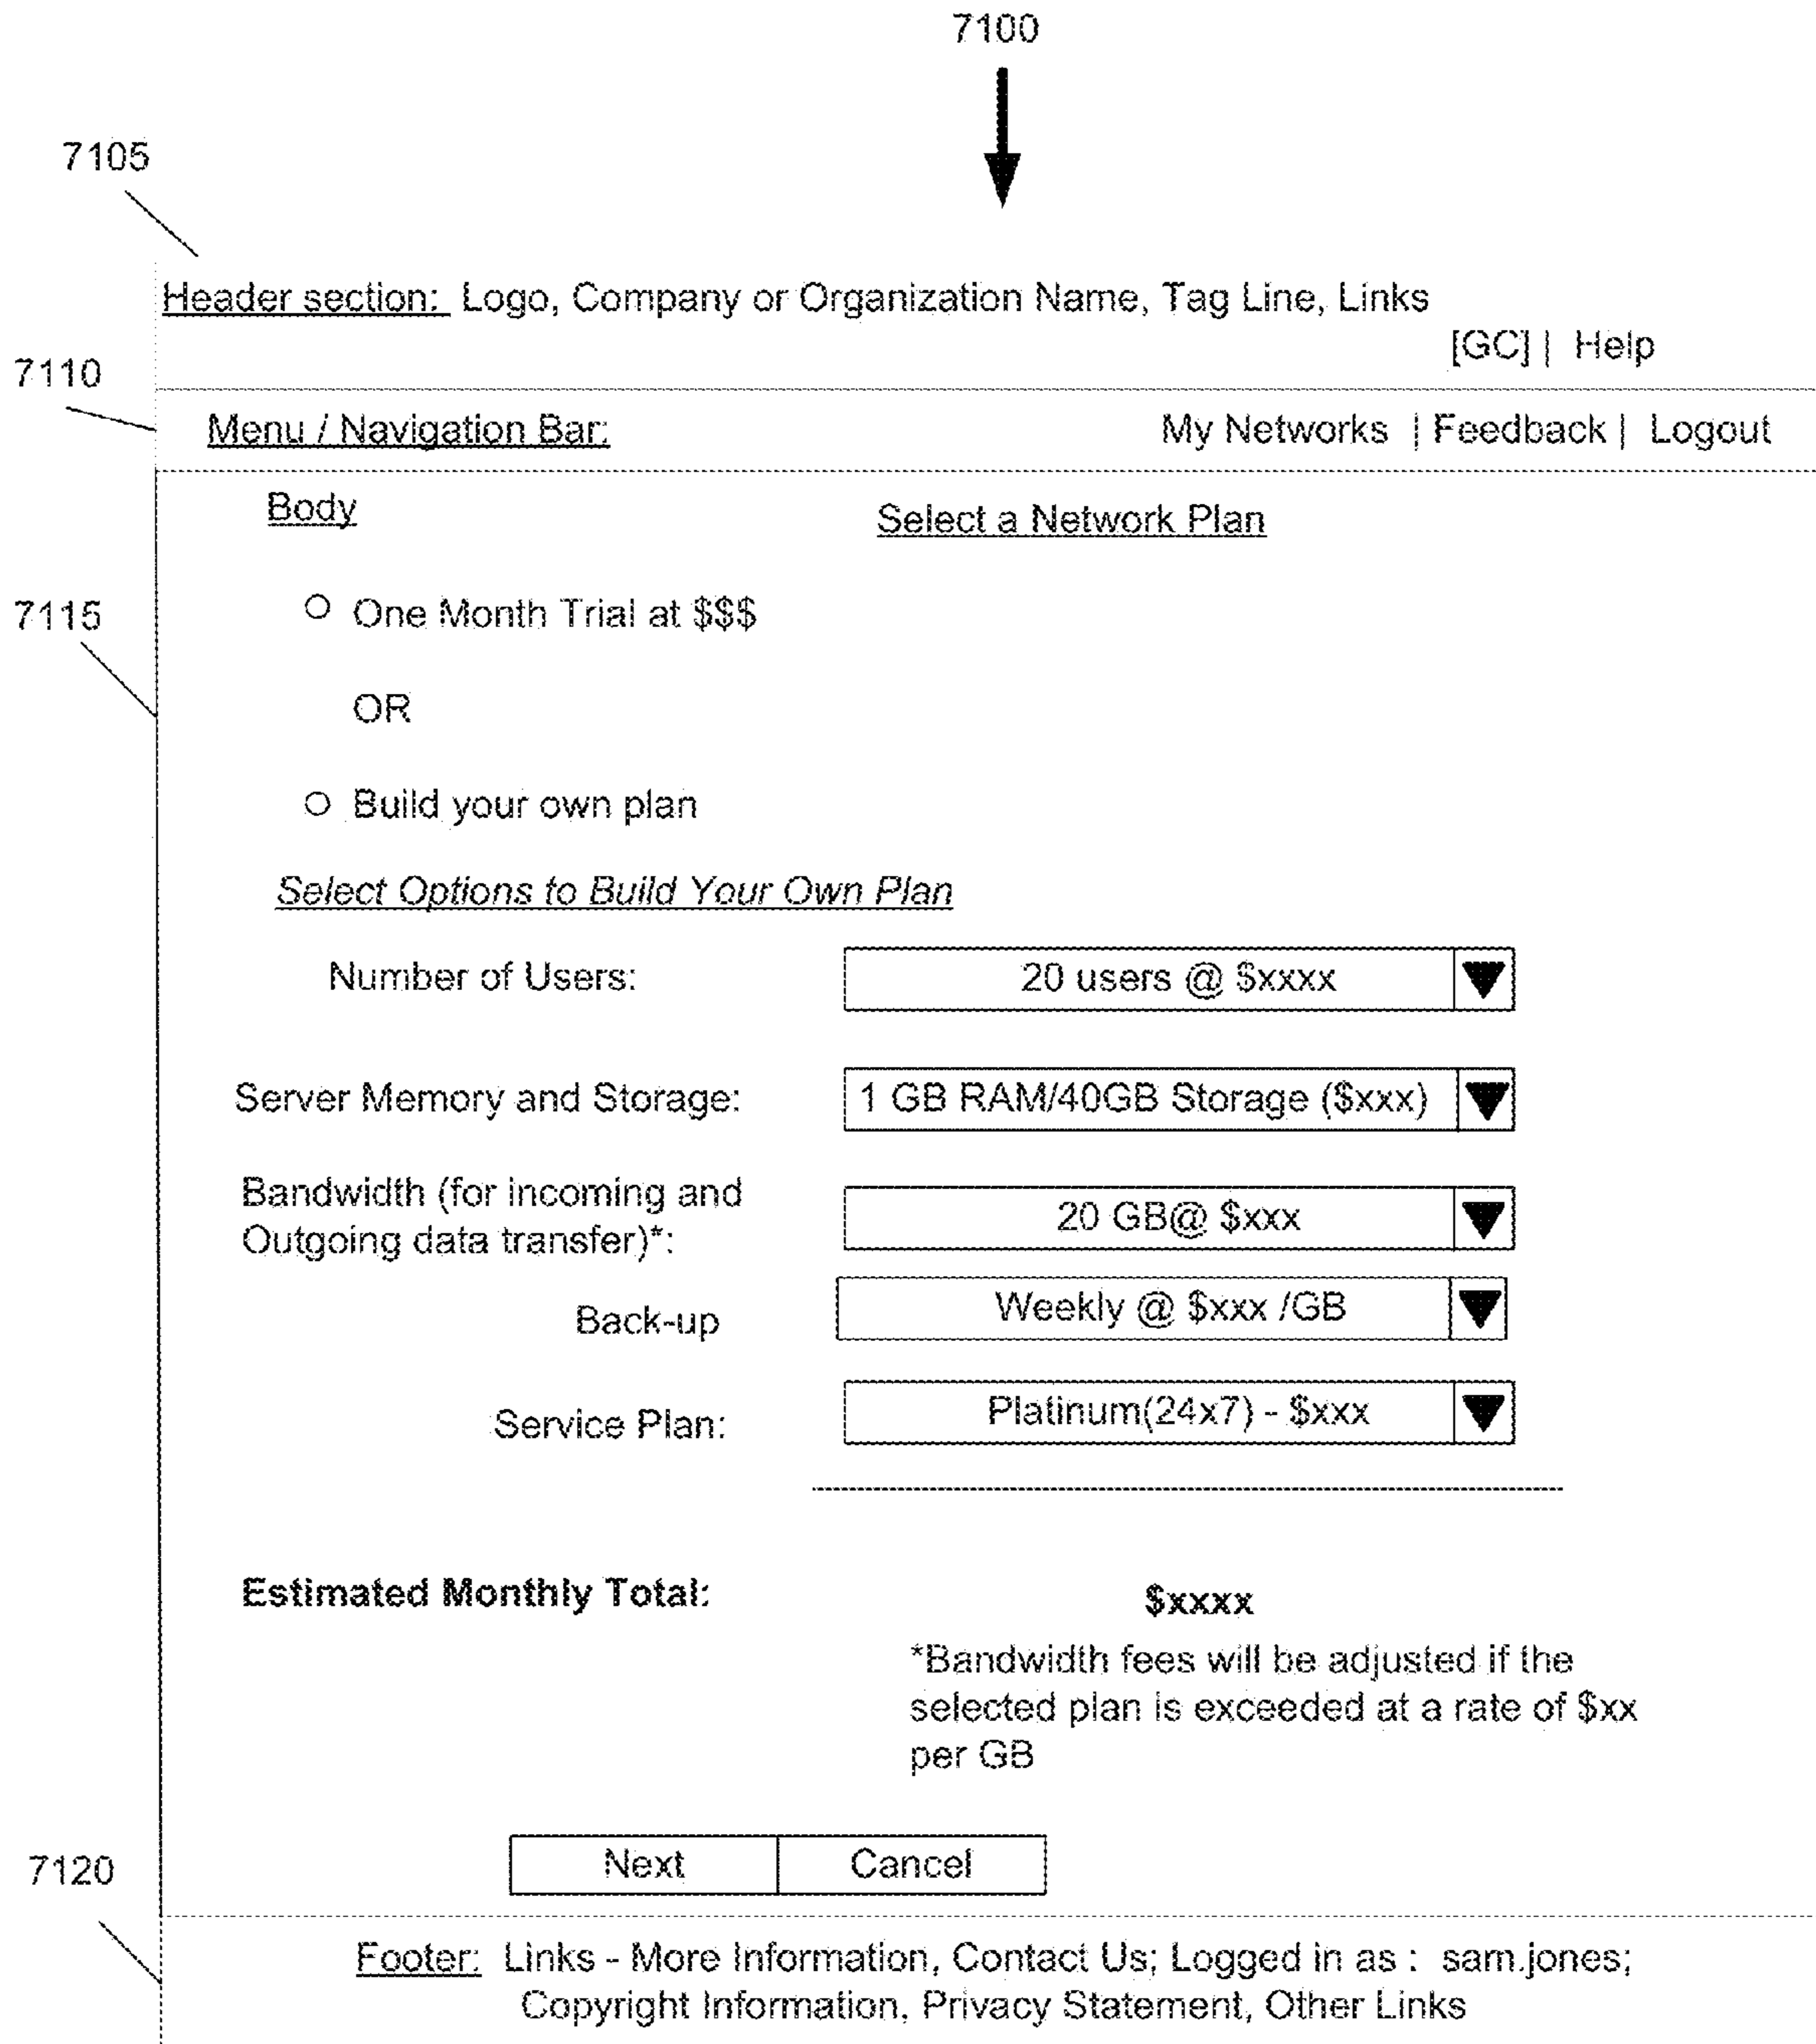 7100
7105
Header section: Logo, Company or Organization Name, Tag Line, Links
[GC] | Help
7110
Menu / Navigation Bar: My Networks | Feedback | Logout
Body
Select a Network Plan
7115
One Month Trial at $$$
OR
Build your own plan
Select Options to Build Your Own Plan
Number of Users: 20 users @ $xxxx
Server Memory and Storage: 1 GB RAM/40GB Storage ($xxx)
Bandwidth (for incoming and
Outgoing data transfer)*: 20 GB@ $xxx
Back-up Weekly @ $xxx /GB
Service Plan: Platinum(24x7) - $xxx
Estimated Monthly Total: $xxxx
*Bandwidth fees will be adjusted if the
selected plan is exceeded at a rate of $xx
per GB
Next Cancel
7120
Footer: Links - More Information, Contact Us; Logged in as : sam.jones;
Copyright Information, Privacy Statement, Other Links